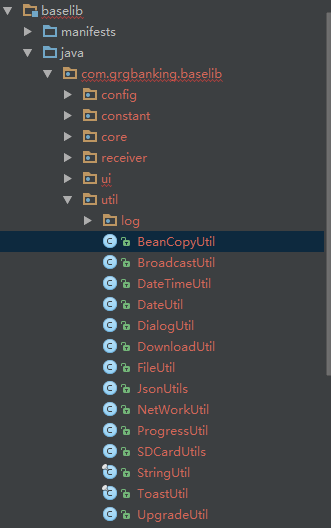 baselib
manifests
java
com.grgbanking.baselib
config
constant
core
receiver
ui
util
log
BeanCopyUtil
BroadcastUtil
DateTimeUtil
DateUtil
DialogUtil
DownloadUtil
FileUtil
JsonUtils
NetWorkUtil
ProgressUtil
SDCardUtils
StringUtil
ToastUtil
UpgradeUtil